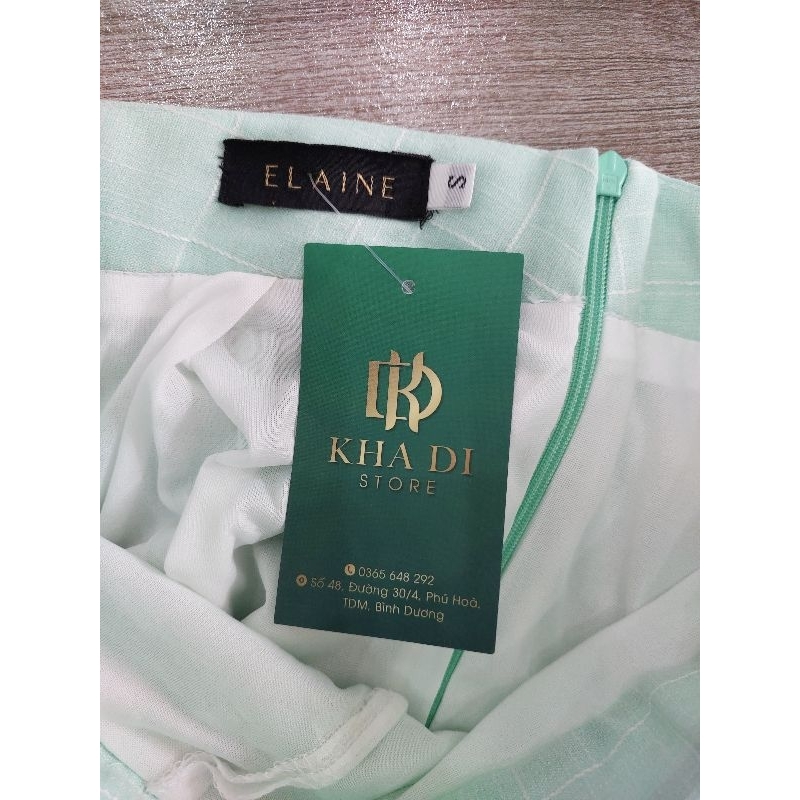 ELAINE
S
KHA DI
STORE
0365 648 292
Số 48, Đường 30/4, Phú Hoà,
TDM, Bình Dương